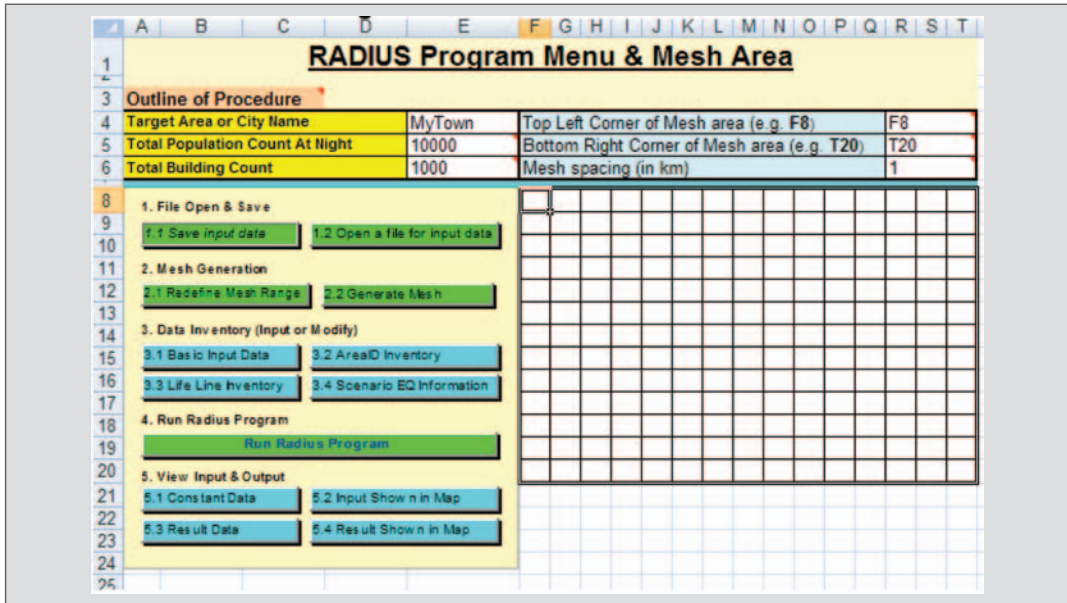 A B C D E F G H I J K L M N O P Q R S T
1 RADIUS Program Menu & Mesh Area
2
3 Outline of Procedure
4 Target Area or City Name MyTown Top Left Corner of Mesh area (e.g. F8) F8
5 Total Population Count At Night 10000 Bottom Right Corner of Mesh area (e.g. T20) T20
6 Total Building Count 1000 Mesh spacing (in km) 1
8 1. File Open & Save
9 1.1 Save input data 1.2 Open a file for input data
10
11 2. Mesh Generation
12 2.1 Redefine Mesh Range 2.2 Generate Mesh
13
14 3. Data Inventory (Input or Modify)
15 3.1 Basic Input Data 3.2 AreaID Inventory
16 3.3 Life Line Inventory 3.4 Scenario EQ Information
17
18 4. Run Radius Program
19 Run Radius Program
20 5. View Input & Output
21 5.1 Constant Data 5.2 Input Shown in Map
22
23 5.3 Result Data 5.4 Result Shown in Map
24
25